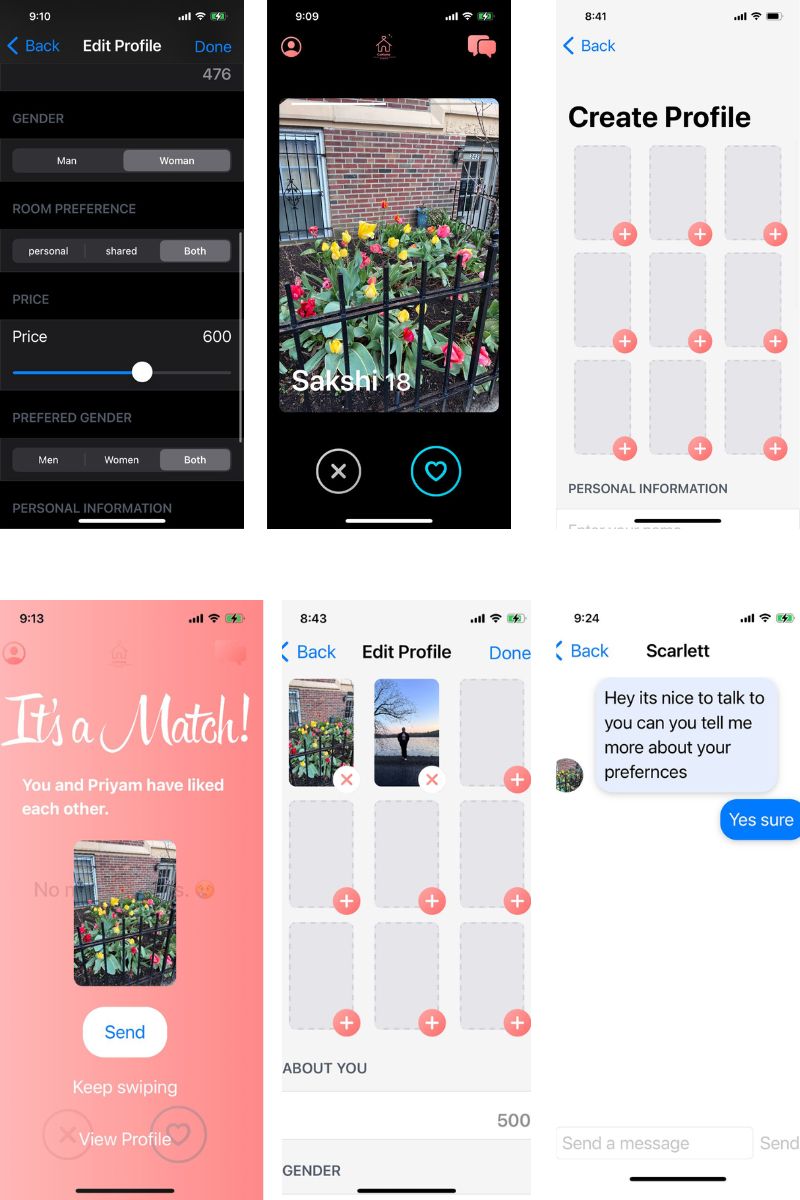 9:10
Back Edit Profile Done
476
GENDER
Man Woman
ROOM PREFERENCE
personal shared Both
PRICE
Price 600
PREFERED GENDER
Men Women Both
PERSONAL INFORMATION
9:09
Sakshi 18
8:41
Back
Create Profile
PERSONAL INFORMATION
Enter your name
9:13
It's a Match!
You and Priyam have liked
each other.
No
s.
Send
Keep swiping
View Profile
8:43
Back Edit Profile Done
ABOUT YOU
500
GENDER
9:24
Back Scarlett
Hey its nice to talk to
you can you tell me
more about your
prefernces
Yes sure
Send a message Send